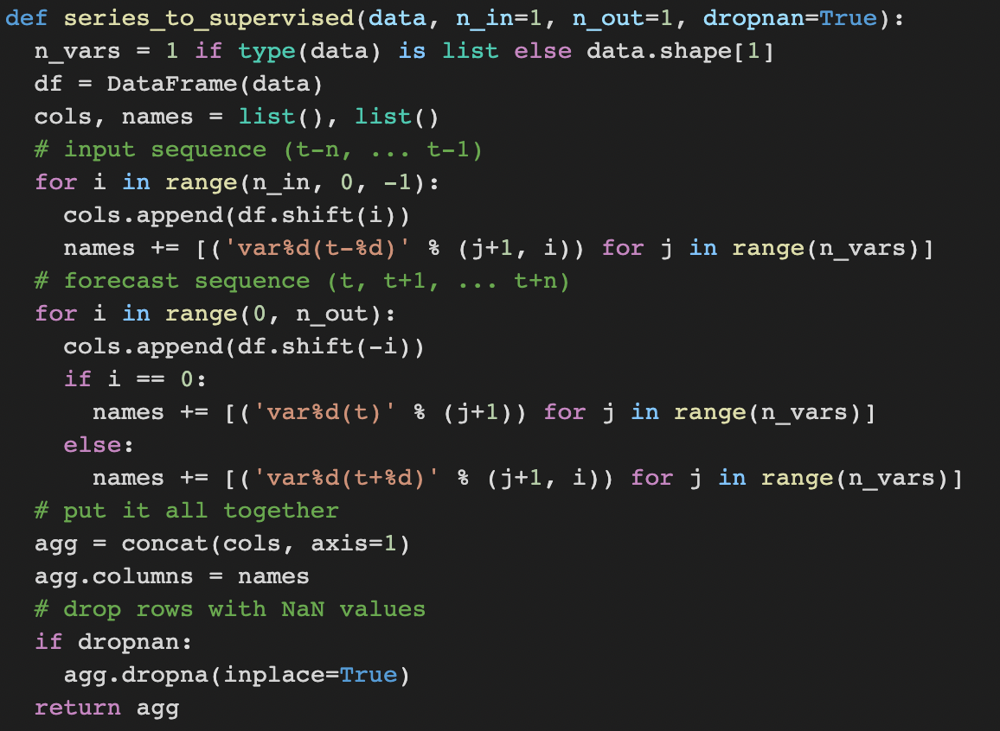 def series_to_supervised(data, n_in=1, n_out=1, dropnan=True):
  n_vars = 1 if type(data) is list else data.shape[1]
  df = DataFrame(data)
  cols, names = list(), list()
  # input sequence (t-n, ... t-1)
  for i in range(n_in, 0, -1):
    cols.append(df.shift(i))
    names += [('var%d(t-%d)' % (j+1, i)) for j in range(n_vars)]
  # forecast sequence (t, t+1, ... t+n)
  for i in range(0, n_out):
    cols.append(df.shift(-i))
    if i == 0:
      names += [('var%d(t)' % (j+1)) for j in range(n_vars)]
    else:
      names += [('var%d(t+%d)' % (j+1, i)) for j in range(n_vars)]
  # put it all together
  agg = concat(cols, axis=1)
  agg.columns = names
  # drop rows with NaN values
  if dropnan:
    agg.dropna(inplace=True)
  return agg